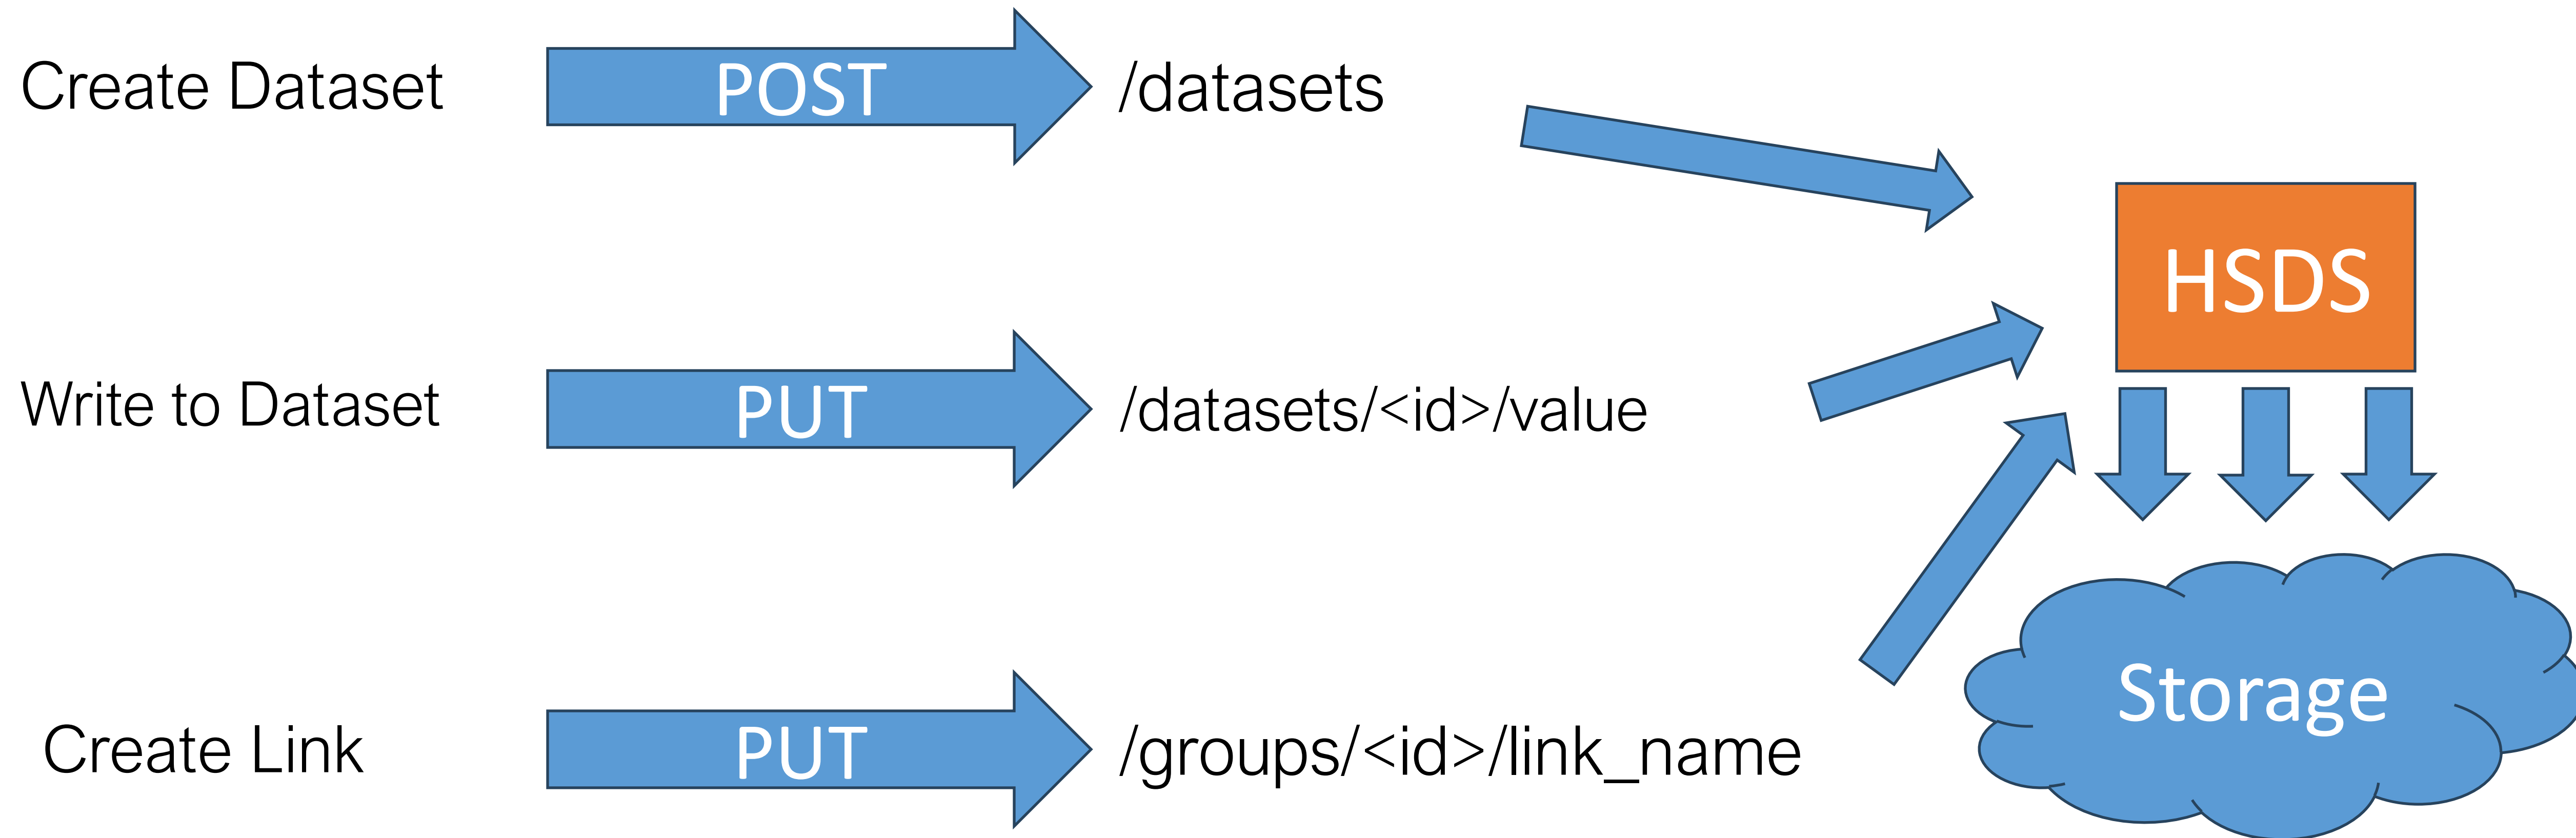 Create Dataset
POST
/datasets
HSDS
Write to Dataset
PUT
/datasets/<id>/value
Create Link
PUT
/groups/<id>/link_name
Storage